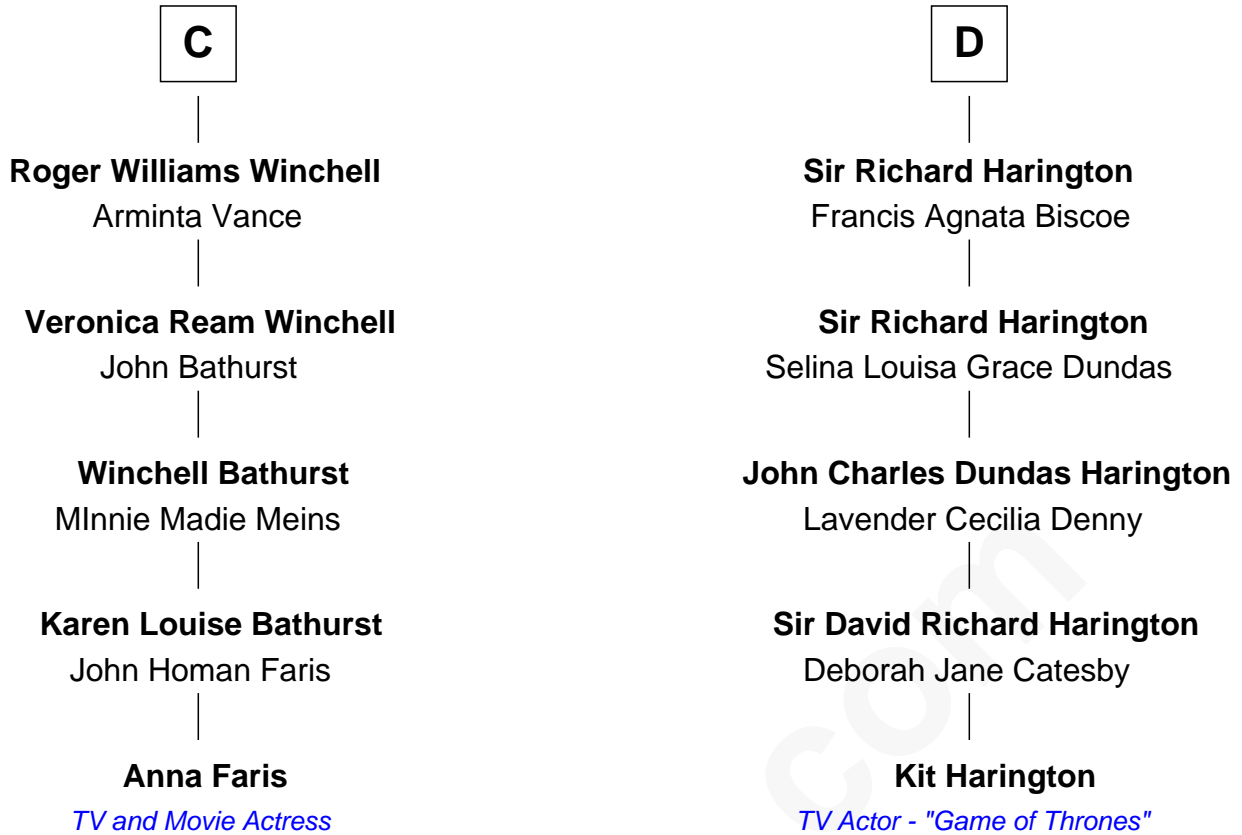 C
Roger Williams Winchell
Arminta Vance
Veronica Ream Winchell
John Bathurst
Winchell Bathurst
MInnie Madie Meins
Karen Louise Bathurst
John Homan Faris
Anna Faris
TV and Movie Actress
D
Sir Richard Harington
Francis Agnata Biscoe
Sir Richard Harington
Selina Louisa Grace Dundas
John Charles Dundas Harington
Lavender Cecilia Denny
Sir David Richard Harington
Deborah Jane Catesby
Kit Harington
TV Actor - "Game of Thrones"
com